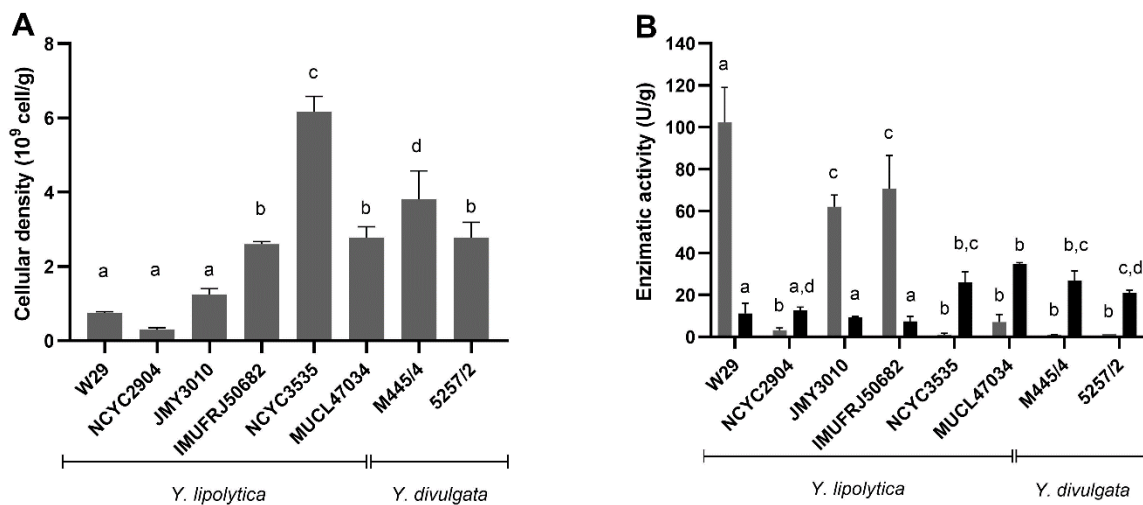 A
Cellular density (10⁹ cell/g)
8
6
4
2
0
a
a
a
b
c
b
d
b
W29
NCYC2904
JMY3010
IMUFRJ50682
NCYC3535
MUCL47034
M445/4
5257/2
Y. lipolytica
Y. divulgata
B
Enzimatic activity (U/g)
140
120
100
80
60
40
20
0
a
a
b
a,d
c
a
c
a
b
b,c
b
b
b
b,c
b
c,d
W29
NCYC2904
JMY3010
IMUFRJ50682
NCYC3535
MUCL47034
M445/4
5257/2
Y. lipolytica
Y. divulgata